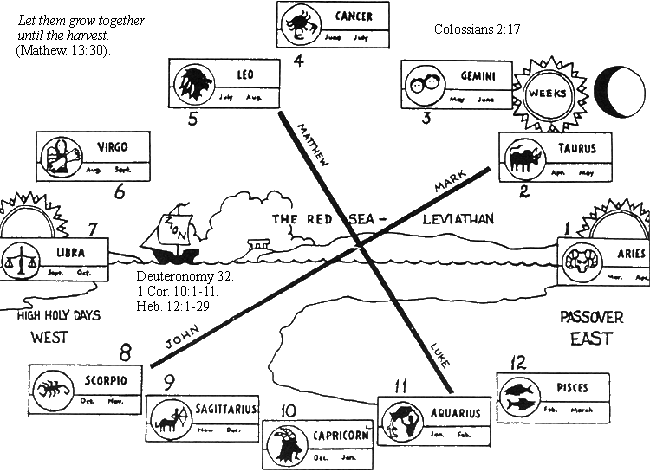 Let them grow together
until the harvest.
(Mathew. 13:30).
CANCER
June July
4
Colossians 2:17
LEO
July Aug.
5
GEMINI
May June
3
WEEKS
MATTHEW
VIRGO
Aug. Sept.
6
MARK
TAURUS
Apr. May
2
THE RED SEA - LEVIATHAN
ZION
7
LIBRA
Sept. Oct.
1
ARIES
Mar. Apr.
Deuteronomy 32.
1 Cor. 10:1-11.
Heb. 12:1-29
HIGH HOLY DAYS
WEST
PASSOVER
EAST
JOHN
LUKE
8
SCORPIO
Oct. Nov.
9
SAGITTARIUS
Nov. Dec.
10
CAPRICORN
Dec. Jan.
11
AQUARIUS
Jan. Feb.
12
PISCES
Feb. March